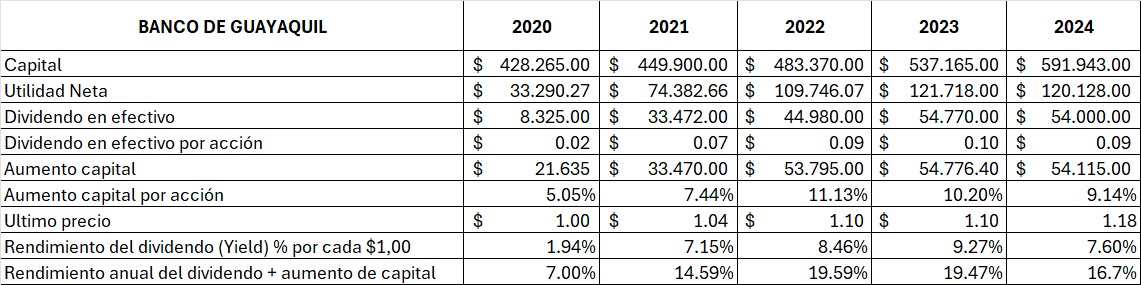 BANCO DE GUAYAQUIL 2020 2021 2022 2023 2024
Capital $ 428.265.00 $ 449.900.00 $ 483.370.00 $ 537.165.00 $ 591.943.00
Utilidad Neta $ 33.290.27 $ 74.382.66 $ 109.746.07 $ 121.718.00 $ 120.128.00
Dividendo en efectivo $ 8.325.00 $ 33.472.00 $ 44.980.00 $ 54.770.00 $ 54.000.00
Dividendo en efectivo por acción $ 0.02 $ 0.07 $ 0.09 $ 0.10 $ 0.09
Aumento capital $ 21.635 $ 33.470.00 $ 53.795.00 $ 54.776.40 $ 54.115.00
Aumento capital por acción 5.05% 7.44% 11.13% 10.20% 9.14%
Ultimo precio $ 1.00 $ 1.04 $ 1.10 $ 1.10 $ 1.18
Rendimiento del dividendo (Yield) % por cada $1,00 1.94% 7.15% 8.46% 9.27% 7.60%
Rendimiento anual del dividendo + aumento de capital 7.00% 14.59% 19.59% 19.47% 16.7%